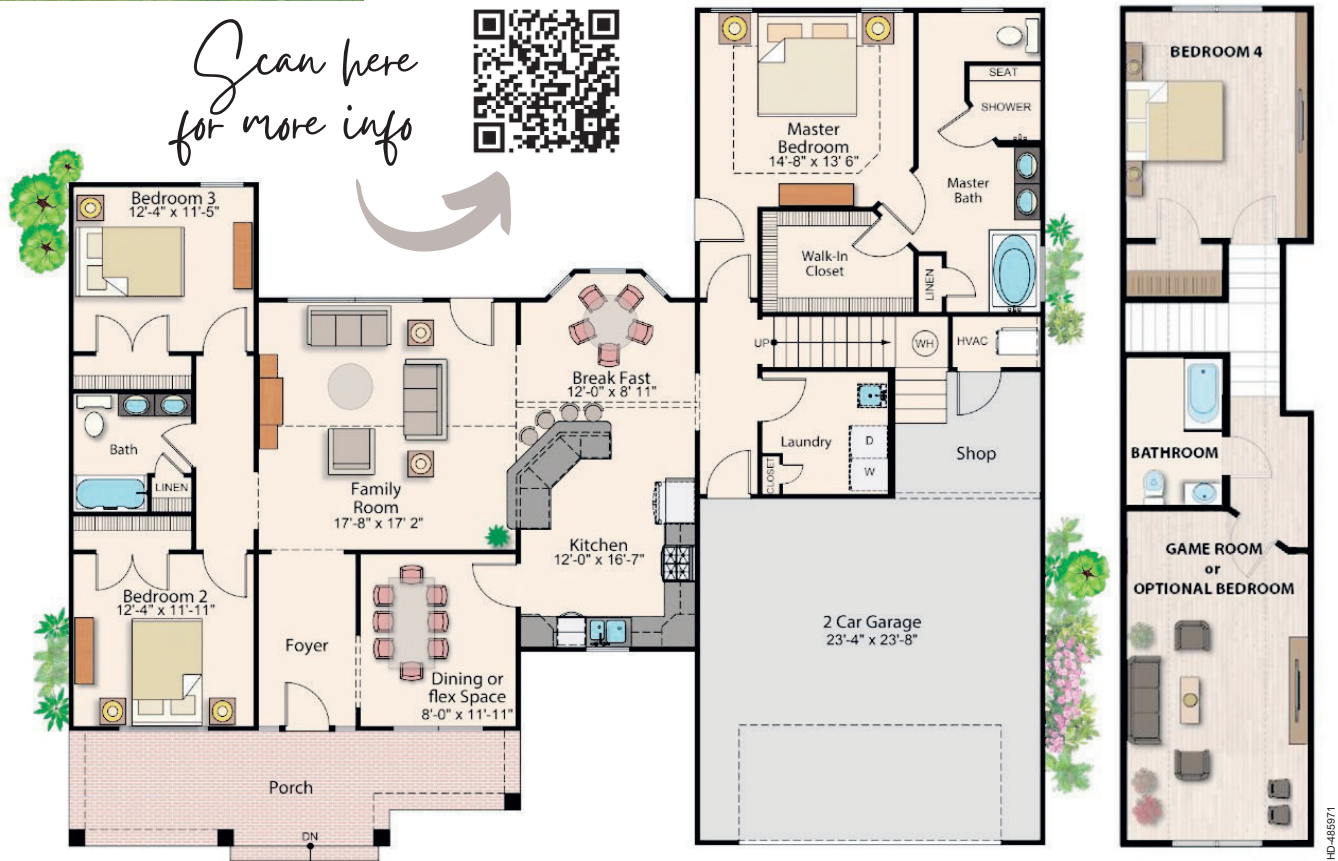 Scan here
for more info
Bedroom 3
12'-4" x 11'-5"
Bath
LINEN
Bedroom 2
12'-4" x 11'-11"
Family
Room
17'-8" x 17' 2"
Foyer
Dining or
flex Space
8'-0" x 11'-11"
Porch
DN
Break Fast
12'-0" x 8' 11"
Kitchen
12'-0" x 16'-7"
Master
Bedroom
14'-8" x 13' 6"
SEAT
SHOWER
Master
Bath
Walk-In
Closet
LINEN
UP
WH
HVAC
Laundry
D
W
CLOSET
Shop
2 Car Garage
23'-4" x 23'-8"
BEDROOM 4
BATHROOM
GAME ROOM
or
OPTIONAL BEDROOM
HD-485971